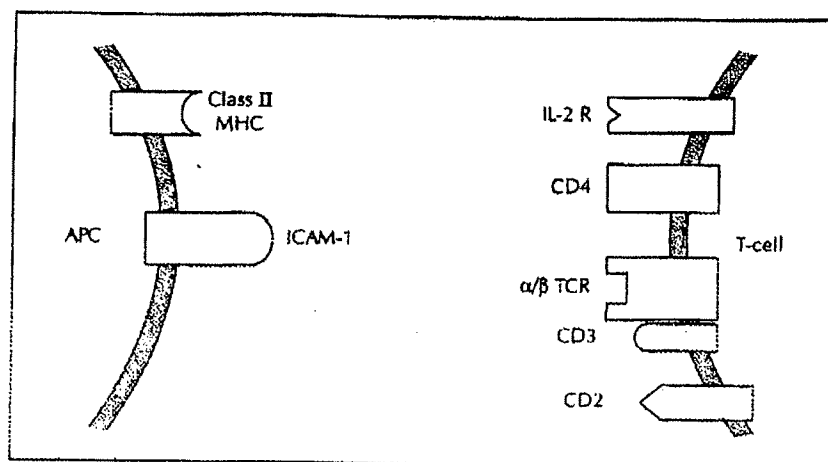 Class II
MHC
APC
ICAM-1
IL-2 R
CD4
T-cell
α/β TCR
CD3
CD2